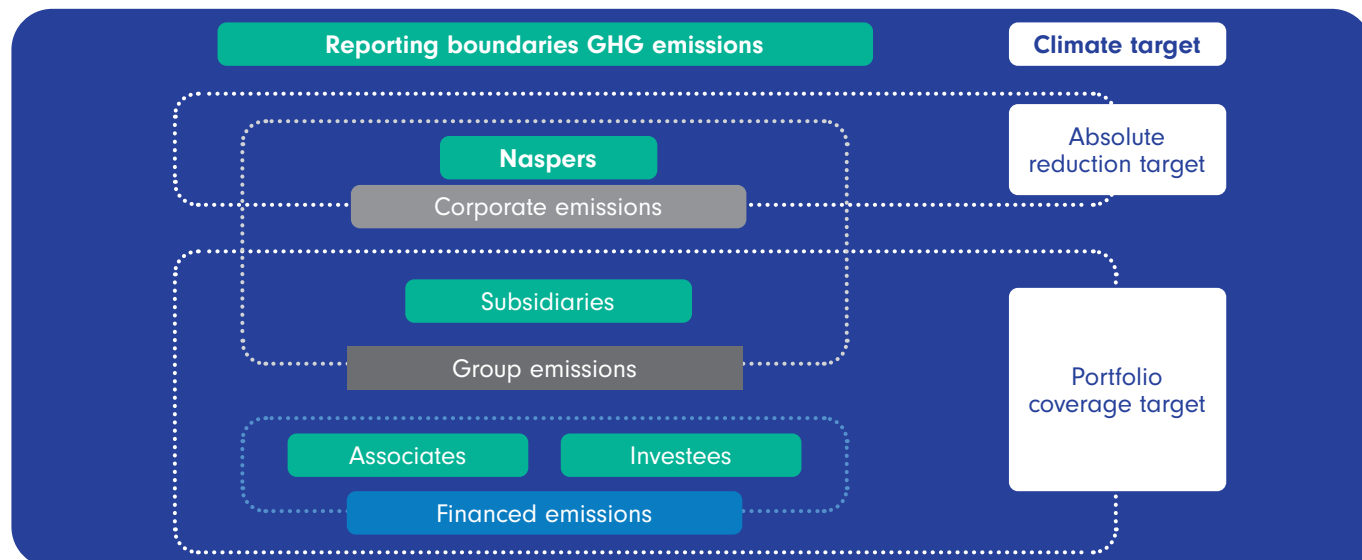 Reporting boundaries GHG emissions
Climate target
Naspers
Corporate emissions
Absolute
reduction target
Subsidiaries
Group emissions
Associates
Investees
Financed emissions
Portfolio
coverage target